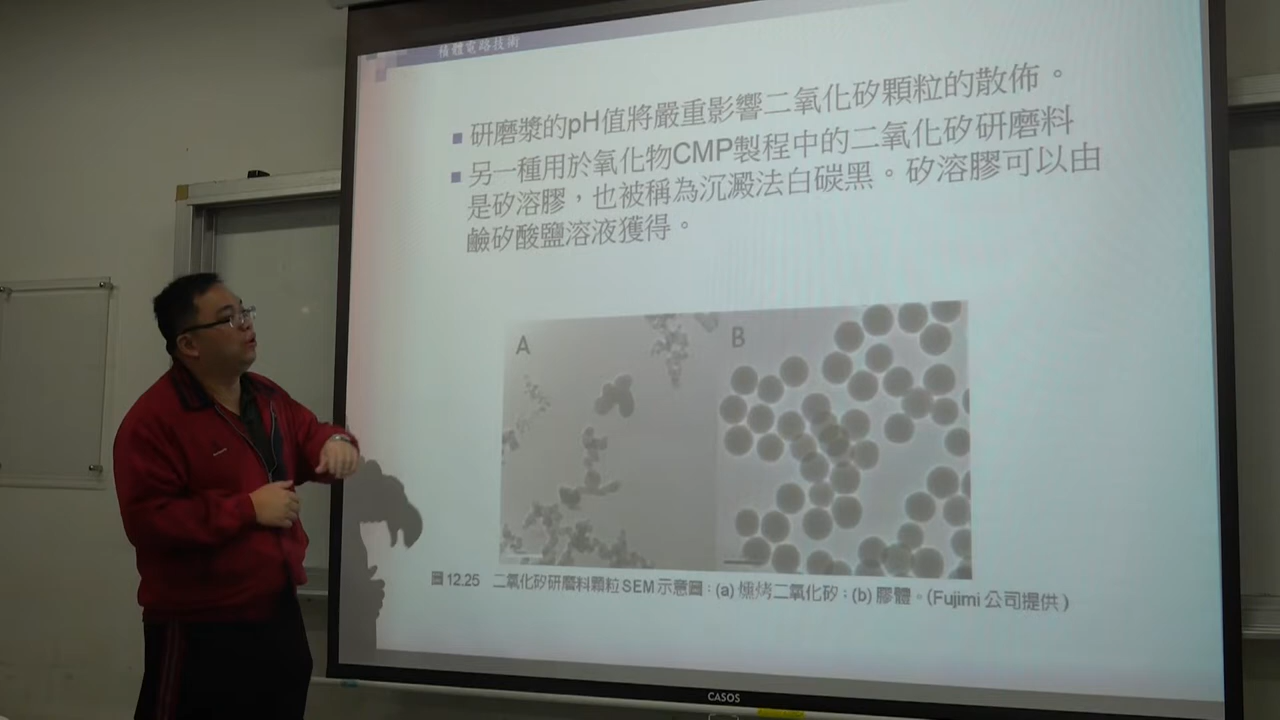 積體電路技術
■ 研磨漿的pH值將嚴重影響二氧化矽顆粒的散佈。
■ 另一種用於氧化物CMP製程中的二氧化矽研磨料
是矽溶膠，也被稱為沉澱法白碳黑。矽溶膠可以由
鹼矽酸鹽溶液獲得。
A B
圖 12.25 二氧化矽研磨料顆粒 SEM 示意圖：(a) 燻烤二氧化矽；(b) 膠體。(Fujimi 公司提供)
CASOS